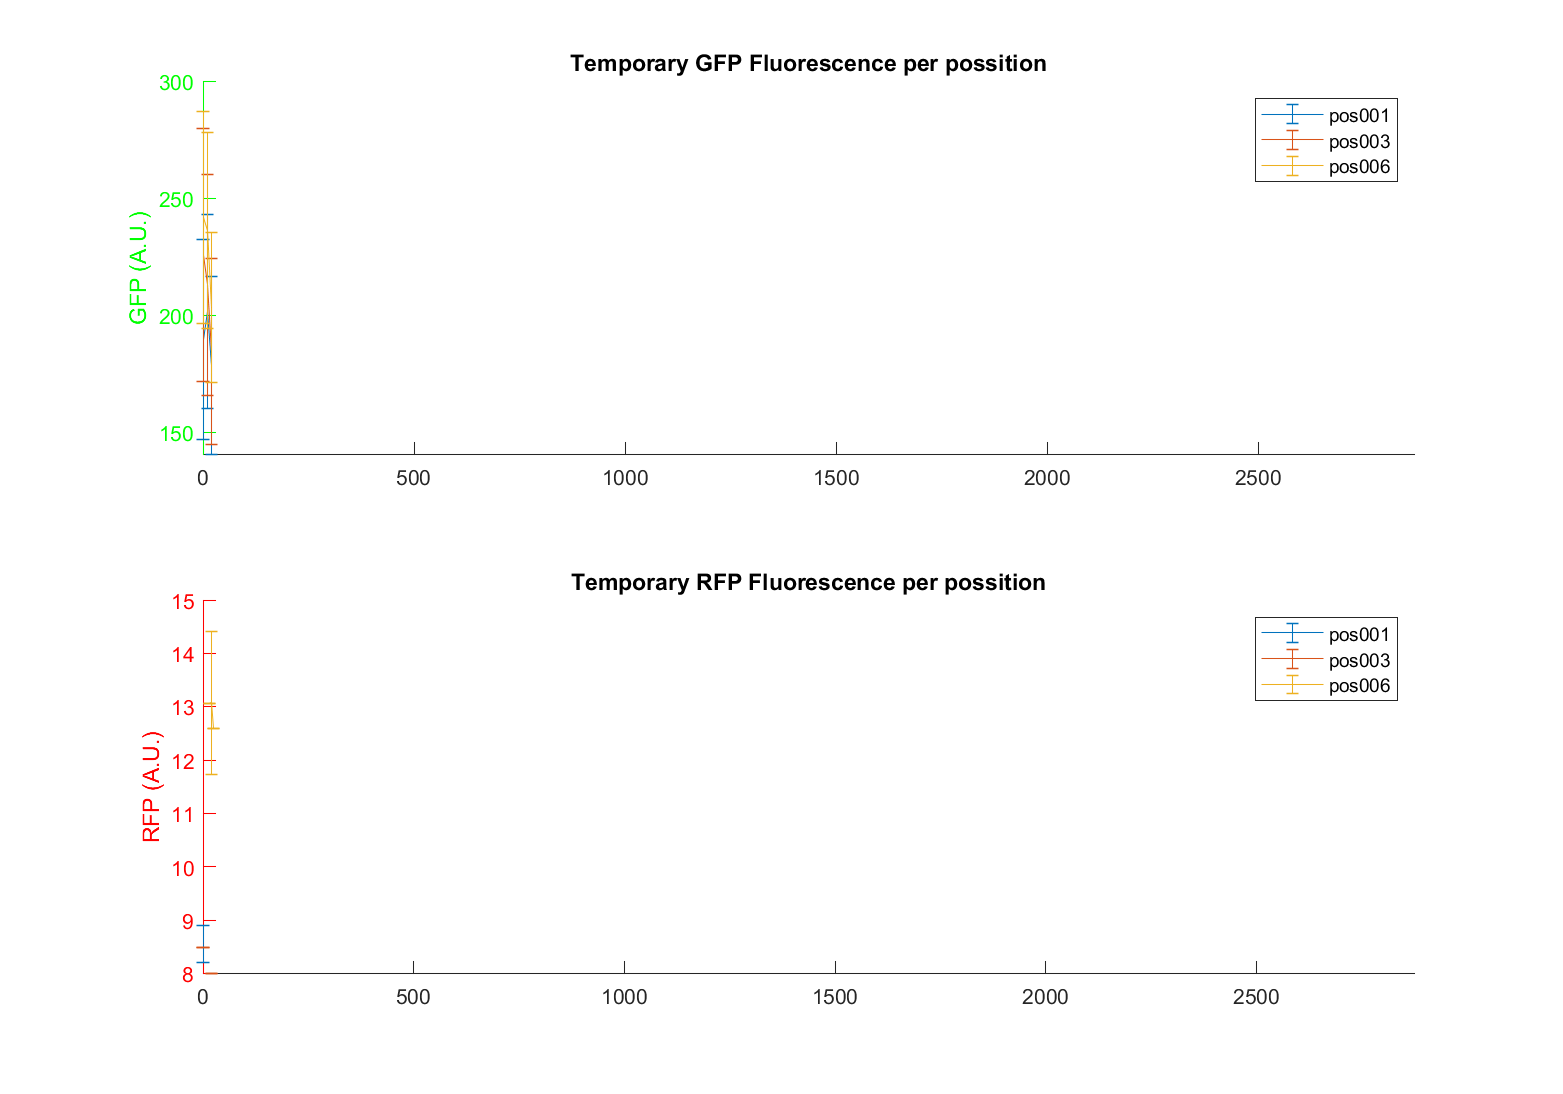 Temporary GFP Fluorescence per possition
300
250
200
150
GFP (A.U.)
pos001
pos003
pos006
0 500 1000 1500 2000 2500
Temporary RFP Fluorescence per possition
15
14
13
12
11
10
9
8
RFP (A.U.)
pos001
pos003
pos006
0 500 1000 1500 2000 2500